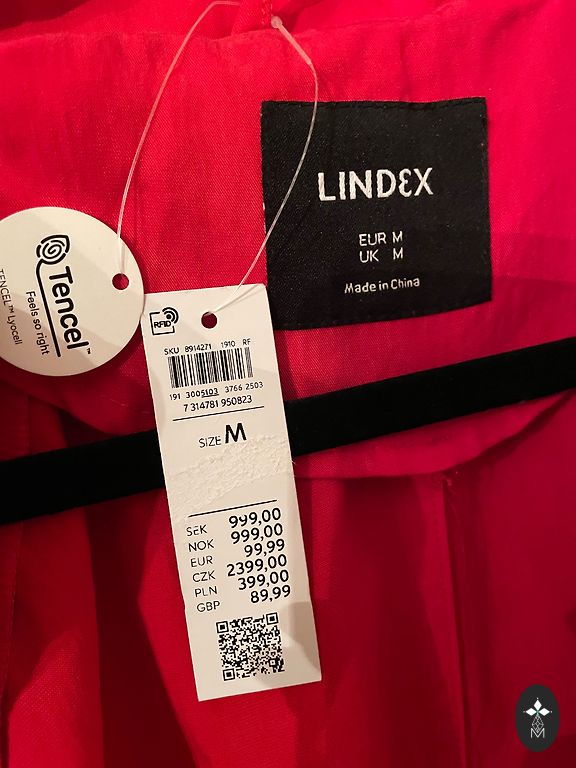 LINDEX
EUR M
UK M
Made in China
Tencel™
Feels so right
TENCEL™ Lyocell
RFID
SKU 8914271 1910 RF
191 3005103 3766 2503
7 314781 950823
SIZE M
SEK 999,00
NOK 999,00
EUR 99,99
CZK 2399,00
PLN 399,00
GBP 89,99
M